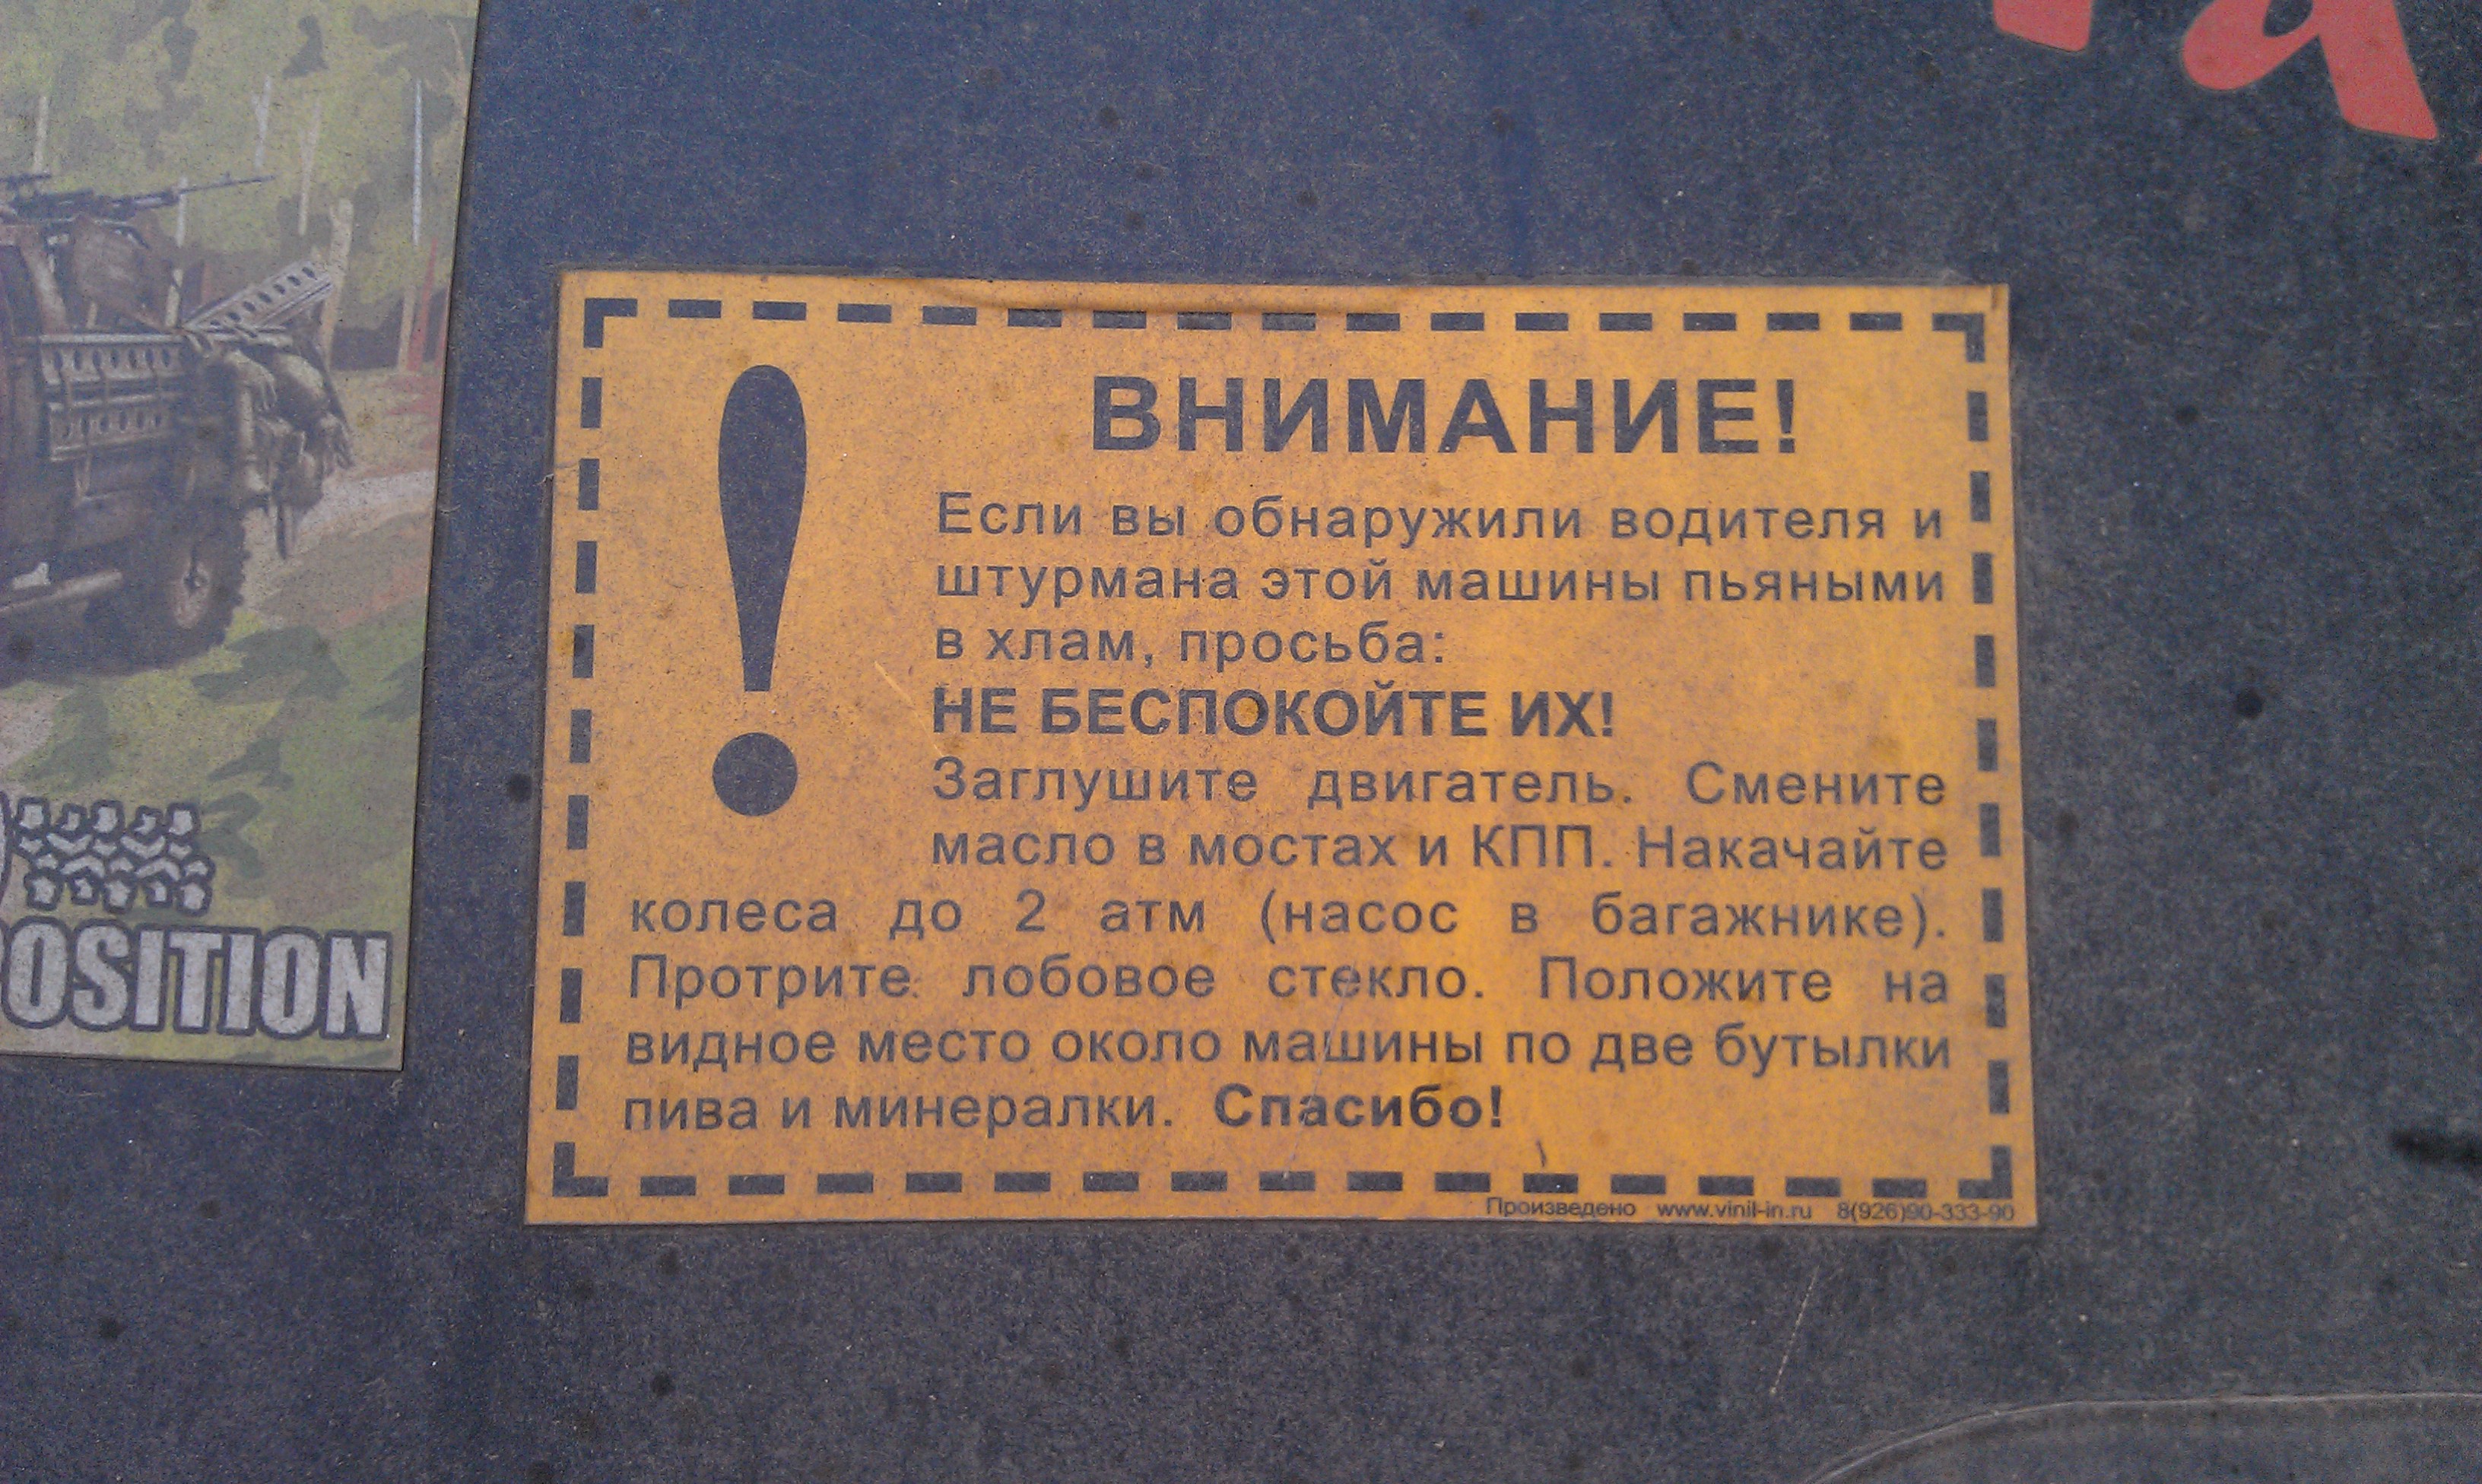 ВНИМАНИЕ!
Если вы обнаружили водителя и
штурмана этой машины пьяными
в хлам, просьба:
НЕ БЕСПОКОЙТЕ ИХ!
Заглушите двигатель. Смените
масло в мостах и КПП. Накачайте
колеса до 2 атм (насос в багажнике).
Протрите лобовое стекло. Положите на
видное место около машины по две бутылки
пива и минералки. Спасибо!
Произведено www.vinil-in.ru 8(926)90-333-90
OSITION